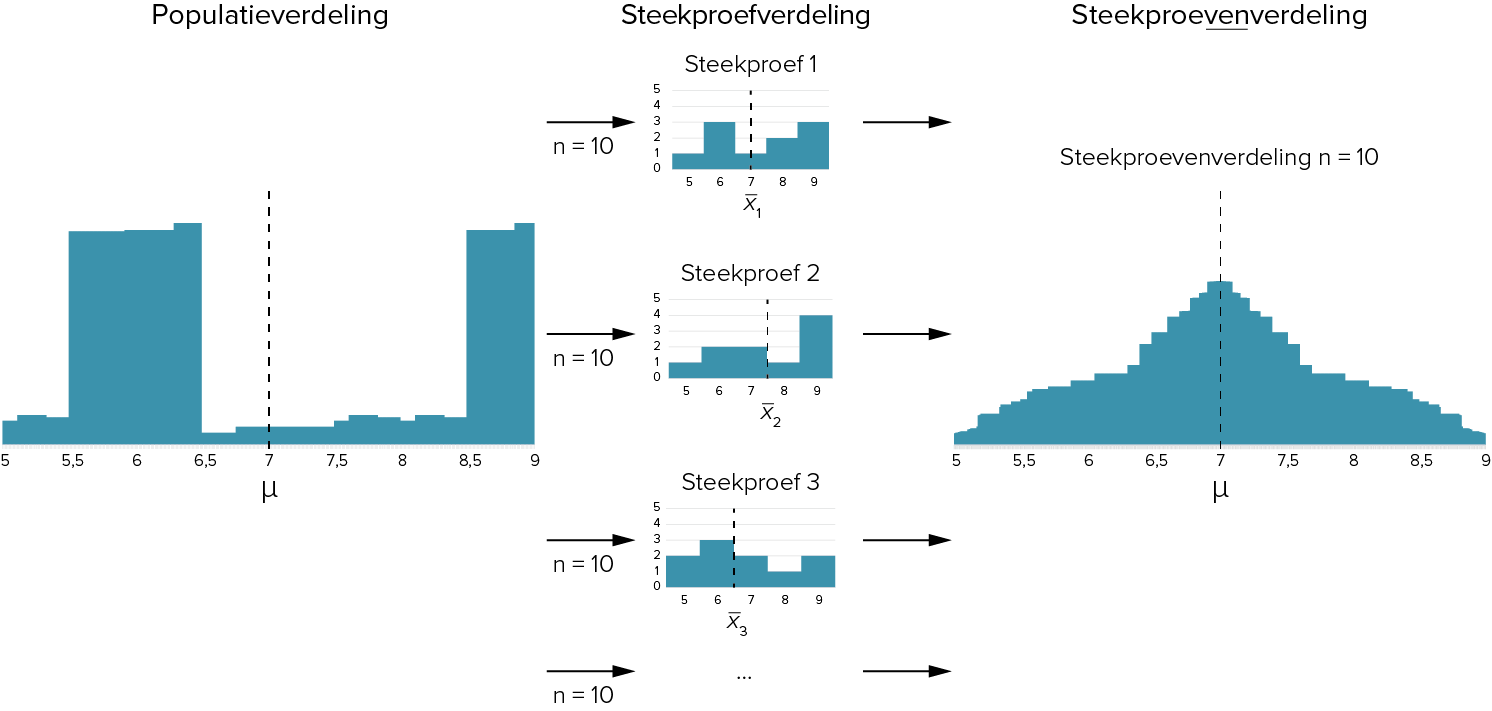 Populatieverdeling
Steekproefverdeling
Steekproevenverdeling
Steekproef 1
5
4
3
2
1
0
5 6 7 8 9
x̅1
n = 10
Steekproevenverdeling n = 10
Steekproef 2
5
4
3
2
1
0
5 6 7 8 9
x̅2
n = 10
5 5,5 6 6,5 7 7,5 8 8,5 9
μ
5 5,5 6 6,5 7 7,5 8 8,5 9
μ
Steekproef 3
5
4
3
2
1
0
5 6 7 8 9
x̅3
n = 10
...
n = 10